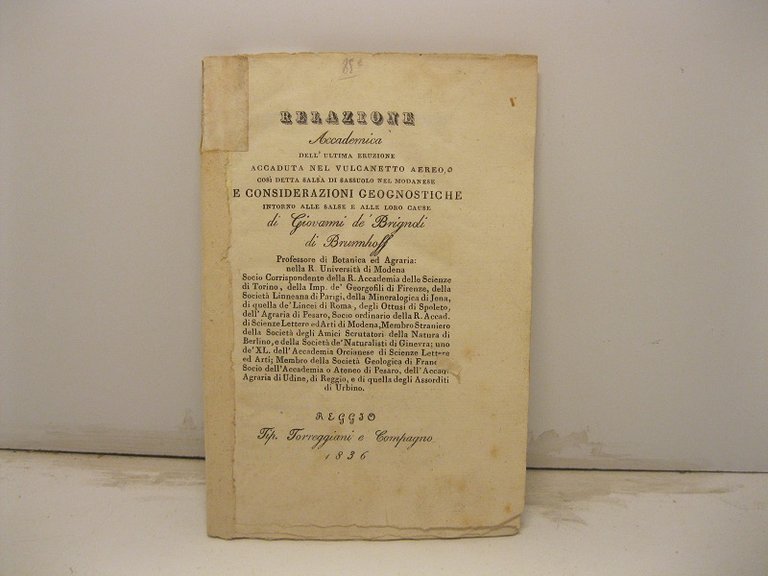 85
RELAZIONE
Accademica
DELL' ULTIMA ERUZIONE
ACCADUTA NEL VULCANETTO AEREO, O
COSÌ DETTA SALSA DI SASSUOLO NEL MODANESE
E CONSIDERAZIONI GEOGNOSTICHE
INTORNO ALLE SALSE E ALLE LORO CAUSE
di Giovanni de' Brignoli
di Brunnhoff
Professore di Botanica ed Agraria:
nella R. Università di Modena
Socio Corrispondente della R. Accademia delle Scienze
di Torino, della Imp. de' Georgofili di Firenze, della
Società Linneana di Parigi, della Mineralogica di Jena,
di quella de' Lincei di Roma, degli Ottusi di Spoleto,
dell' Agraria di Pesaro, Socio ordinario della R. Accad.
di Scienze Lettere ed Arti di Modena, Membro Straniero
della Società degli Amici Scrutatori della Natura di
Berlino, e della Società de' Naturalisti di Ginevra; uno
de' XL. dell' Accademia Orcianese di Scienze Lettere
ed Arti; Membro della Società Geologica di Franc
Socio dell' Accademia o Ateneo di Pesaro, dell' Accad.
Agraria di Udine, di Reggio, e di quella degli Assorditi
di Urbino.
REGGIO
Tip. Torreggiani e Compagno
1836